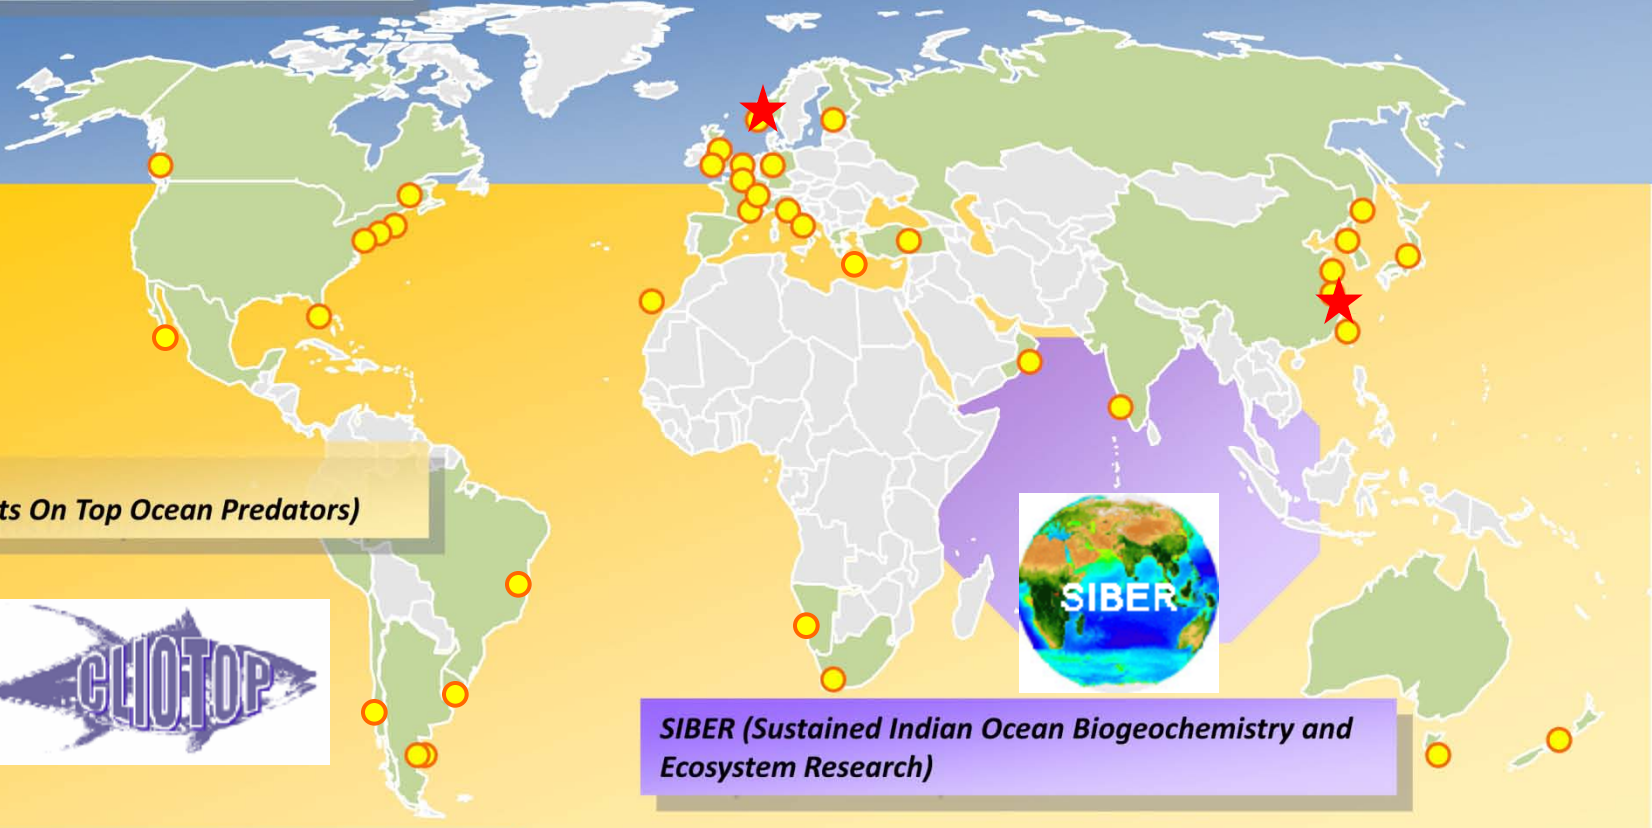 ts On Top Ocean Predators)
CLIOTOP
SIBER
SIBER (Sustained Indian Ocean Biogeochemistry and
Ecosystem Research)